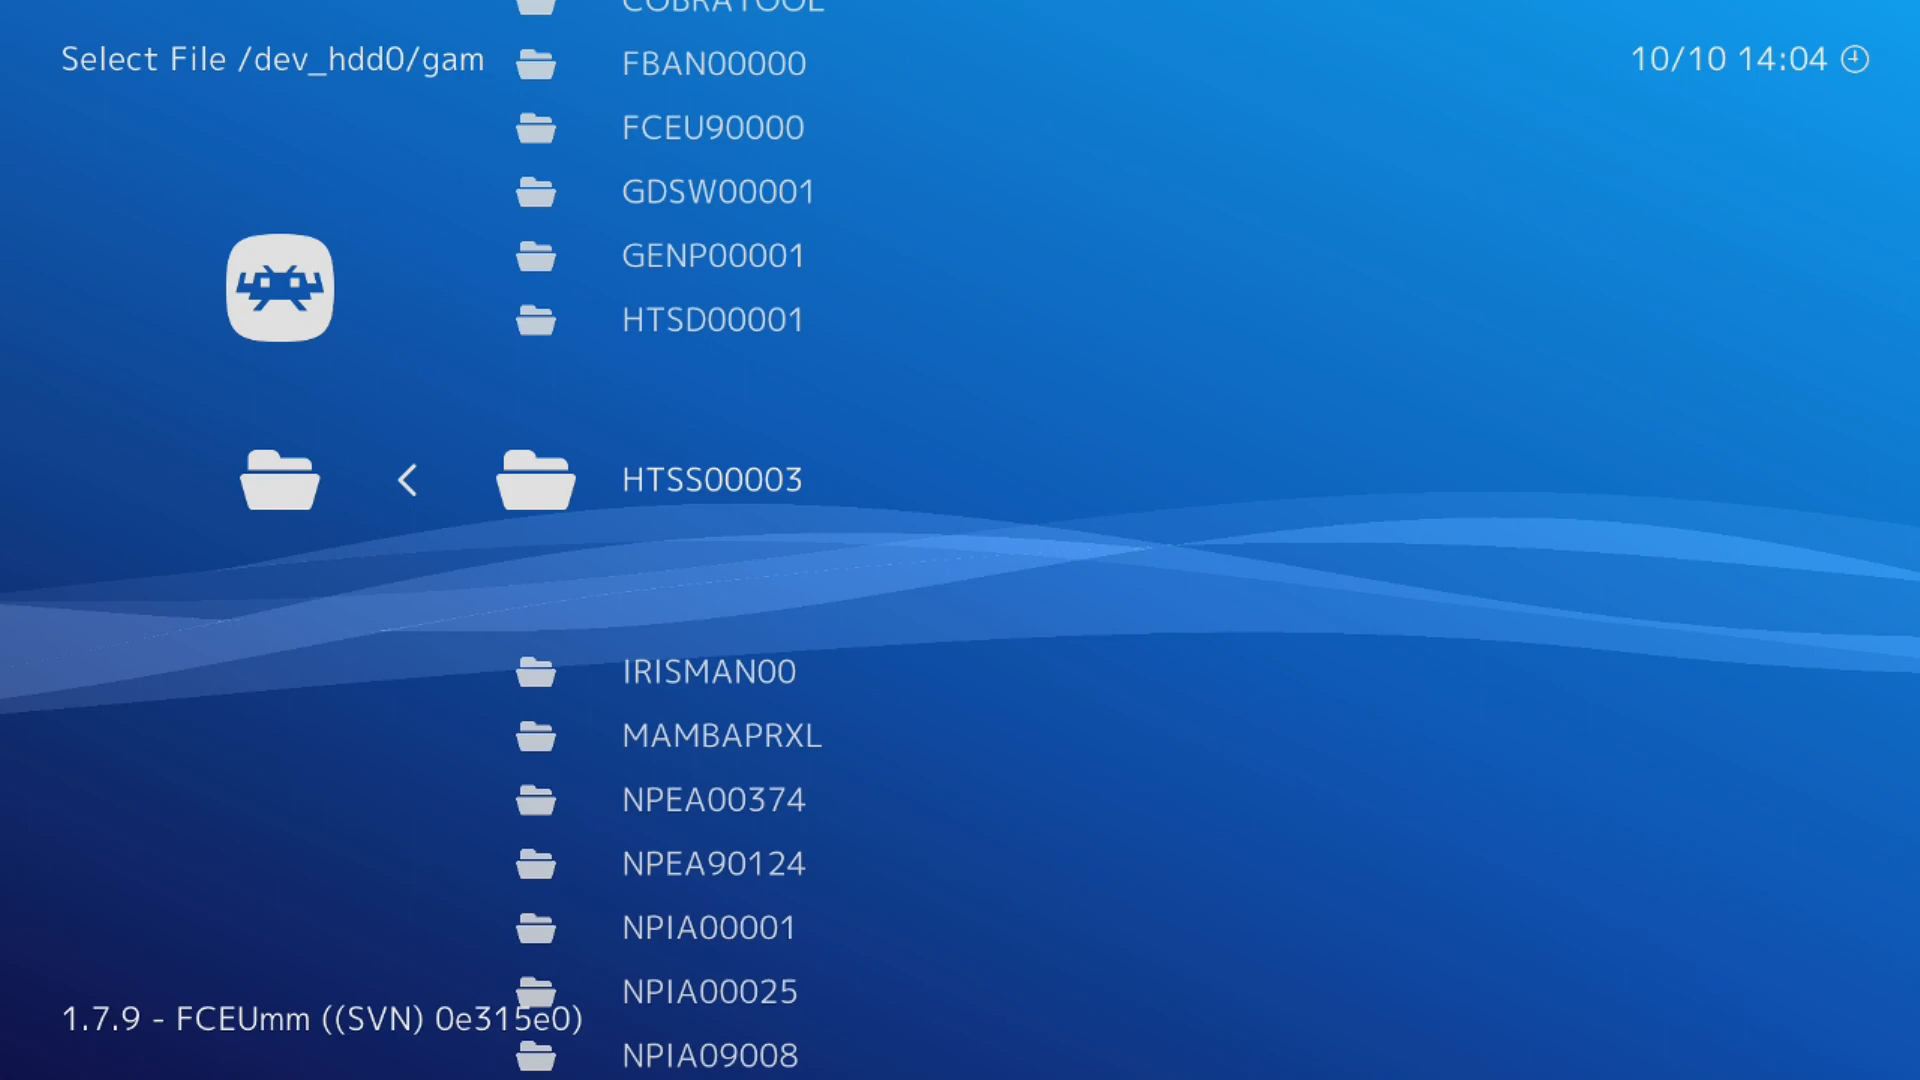 COBRATOOL
Select File /dev_hdd0/gam
10/10 14:04
FBAN00000
FCEU90000
GDSW00001
GENP00001
HTSD00001
HTSS00003
IRISMAN00
MAMBAPRXL
NPEA00374
NPEA90124
NPIA00001
NPIA00025
1.7.9 - FCEUmm ((SVN) 0e315e0)
NPIA09008